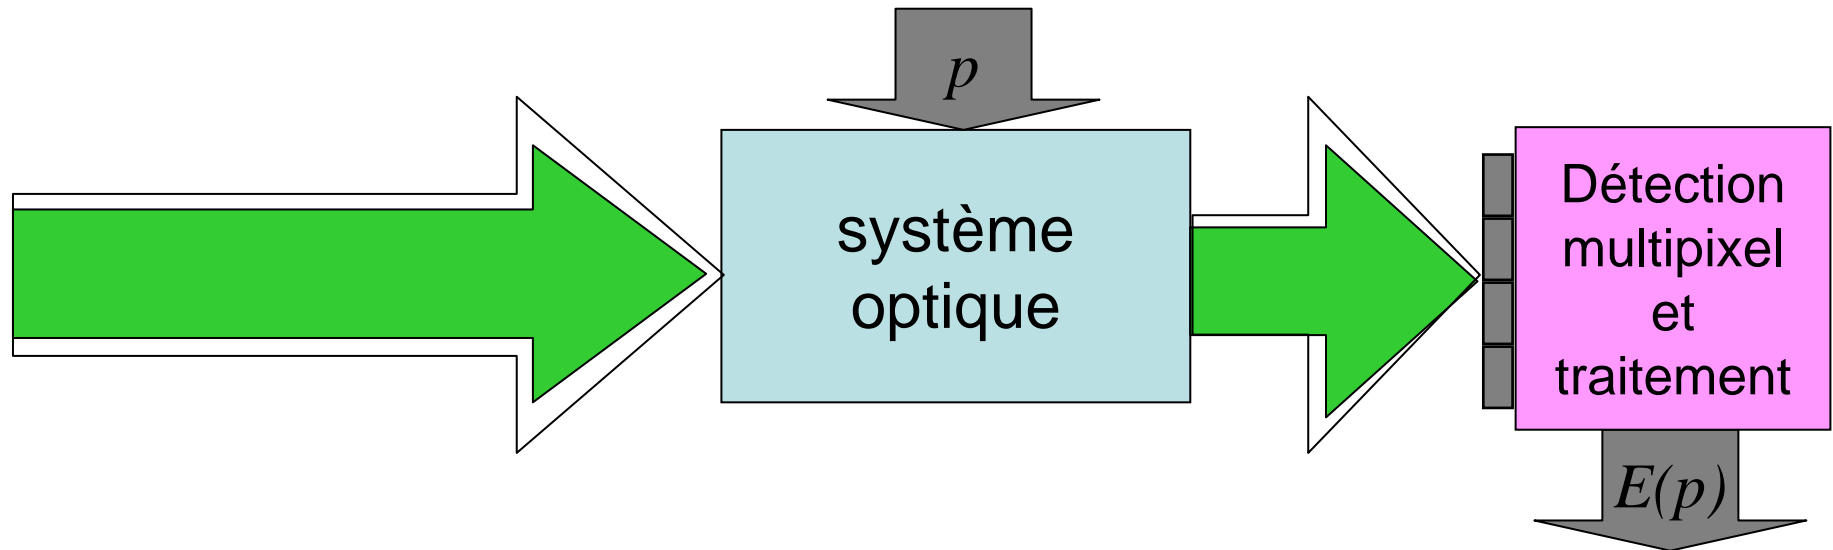 p
système
optique
Détection
multipixel
et
traitement
E(p)